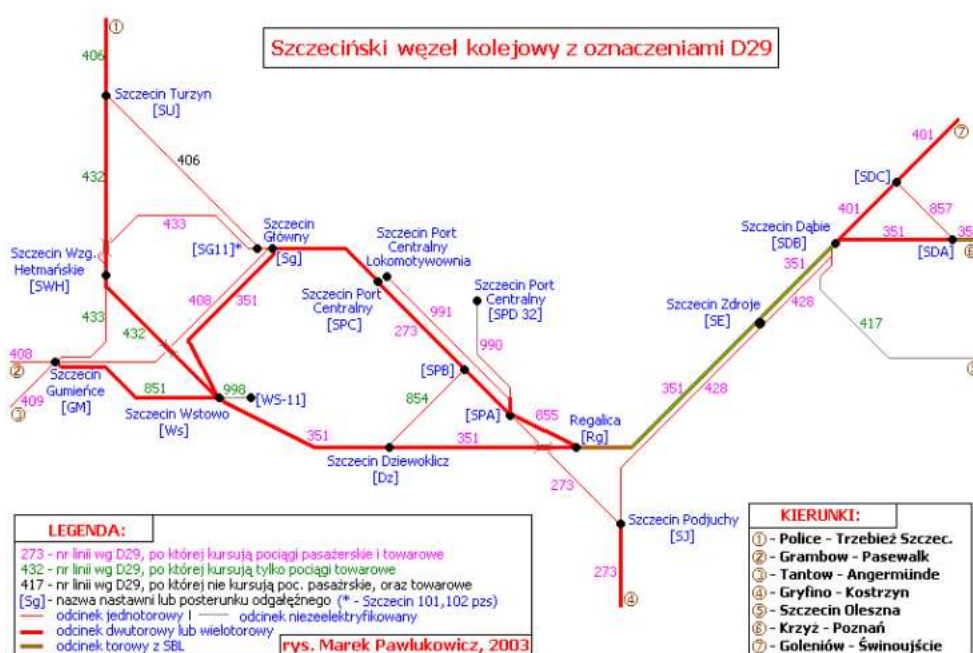 Szczeciński węzeł kolejowy z oznaczeniami D29
1
406
Szczecin Turzyn
[SU]
406
432
433
Szczecin Wzg.
Hetmańskie
[SWH]
[SG11]*
Szczecin
Główny
[Sg]
408
351
433
432
408
2
409
3
Szczecin
Gumieńce
[GM]
851
998
[WS-11]
Szczecin Wstowo
[Ws]
351
Szczecin Port
Centralny
Lokomotywownia
Szczecin Port
Centralny
[SPC]
991
273
Szczecin Port
Centralny
[SPD 32]
990
[SPB]
854
[SPA]
855
351
Szczecin Dziewoklicz
[Dz]
Regalica
[Rg]
273
Szczecin Podjuchy
[SJ]
273
4
351
428
Szczecin Zdroje
[SE]
351
428
Szczecin Dąbie
[SDB]
401
[SDC]
401
7
857
351
[SDA]
6
417
LEGENDA:
273 - nr linii wg D29, po której kursują pociągi pasażerskie i towarowe
432 - nr linii wg D29, po której kursują tylko pociągi towarowe
417 - nr linii wg D29, po której nie kursują poc. pasażrskie, oraz towarowe
[Sg] - nazwa nastawni lub posterunku odgałęźnego (* - Szczecin 101,102 pzs)
odcinek jednotorowy | odcinek niezeelektryfikowany
odcinek dwutorowy lub wielotorowy
odcinek torowy z SBL
rys. Marek Pawlukowicz, 2003
KIERUNKI:
1 - Police - Trzebież Szczec.
2 - Grambow - Pasewalk
3 - Tantow - Angermünde
4 - Gryfino - Kostrzyn
5 - Szczecin Oleszna
6 - Krzyż - Poznań
7 - Goleniów - Świnoujście